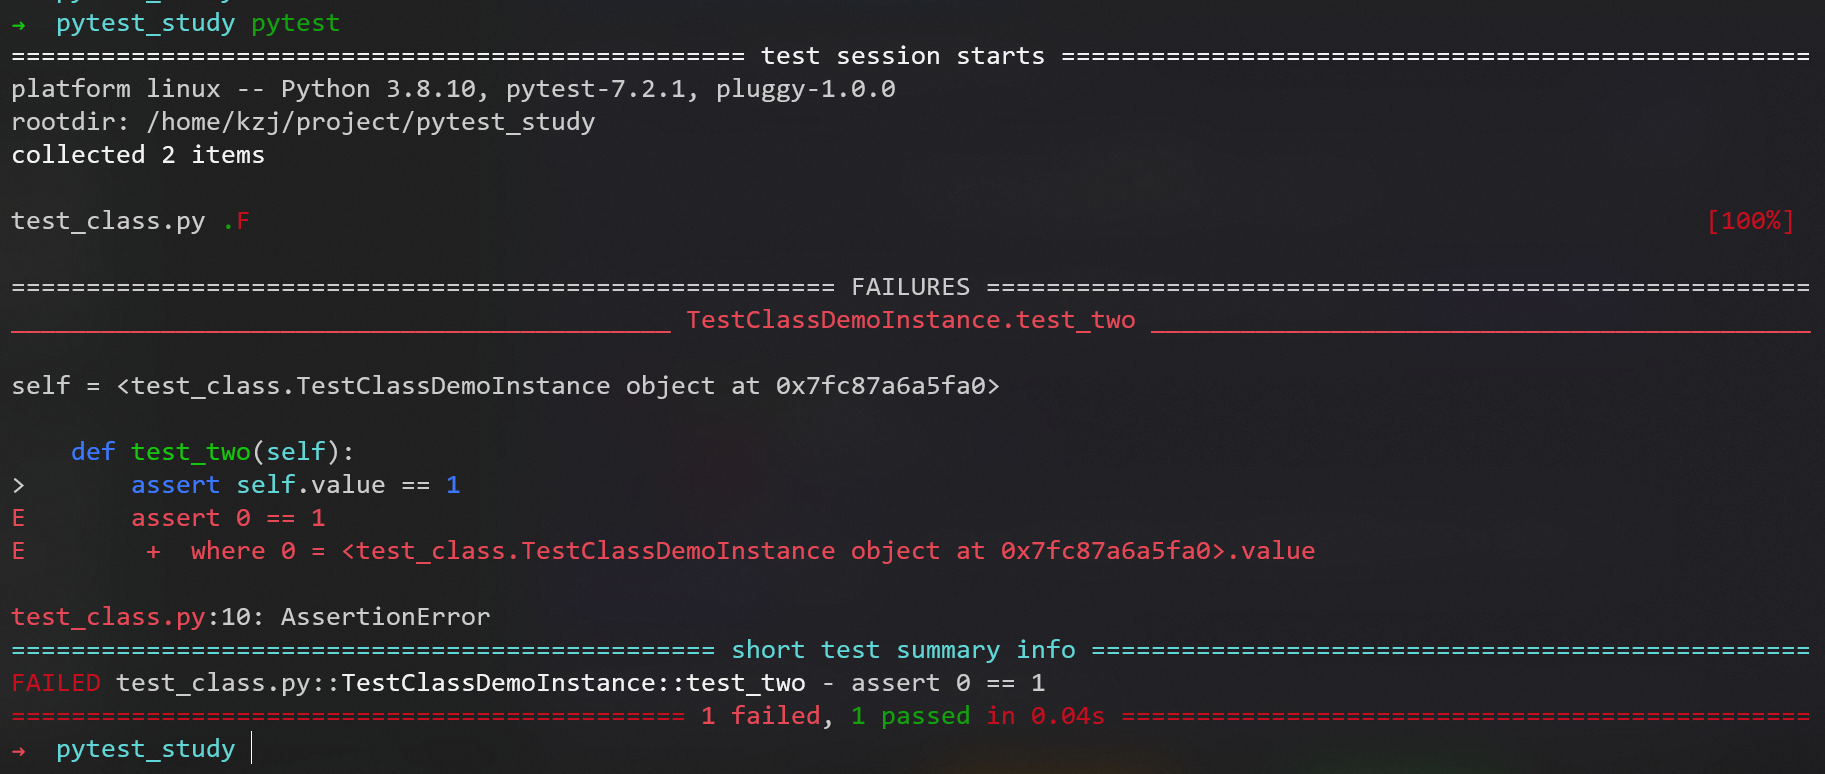 →  pytest_study pytest
================================================= test session starts ==================================================
platform linux -- Python 3.8.10, pytest-7.2.1, pluggy-1.0.0
rootdir: /home/kzj/project/pytest_study
collected 2 items
test_class.py .F                                                                                                 [100%]
======================================================= FAILURES =======================================================
____________________________________________ TestClassDemoInstance.test_two ____________________________________________
self = <test_class.TestClassDemoInstance object at 0x7fc87a6a5fa0>
    def test_two(self):
>       assert self.value == 1
E       assert 0 == 1
E        +  where 0 = <test_class.TestClassDemoInstance object at 0x7fc87a6a5fa0>.value
test_class.py:10: AssertionError
=============================================== short test summary info ================================================
FAILED test_class.py::TestClassDemoInstance::test_two - assert 0 == 1
============================================= 1 failed, 1 passed in 0.04s ==============================================
→  pytest_study